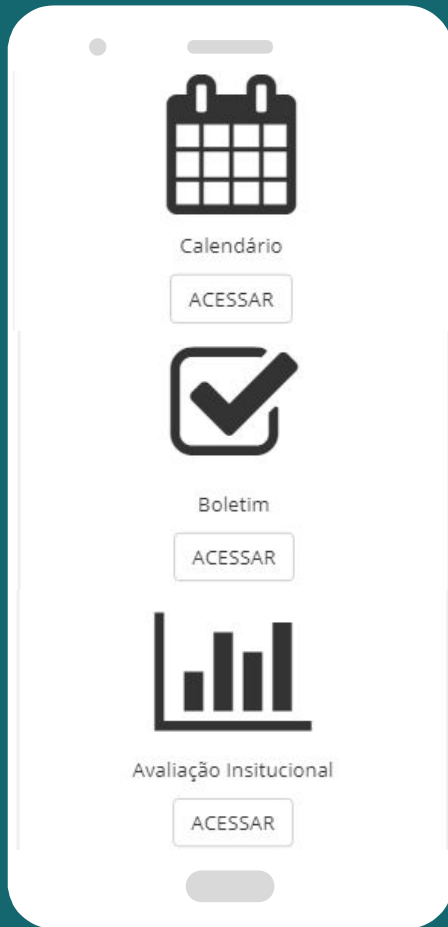 Calendário
ACESSAR
Boletim
ACESSAR
Avaliação Insitucional
ACESSAR